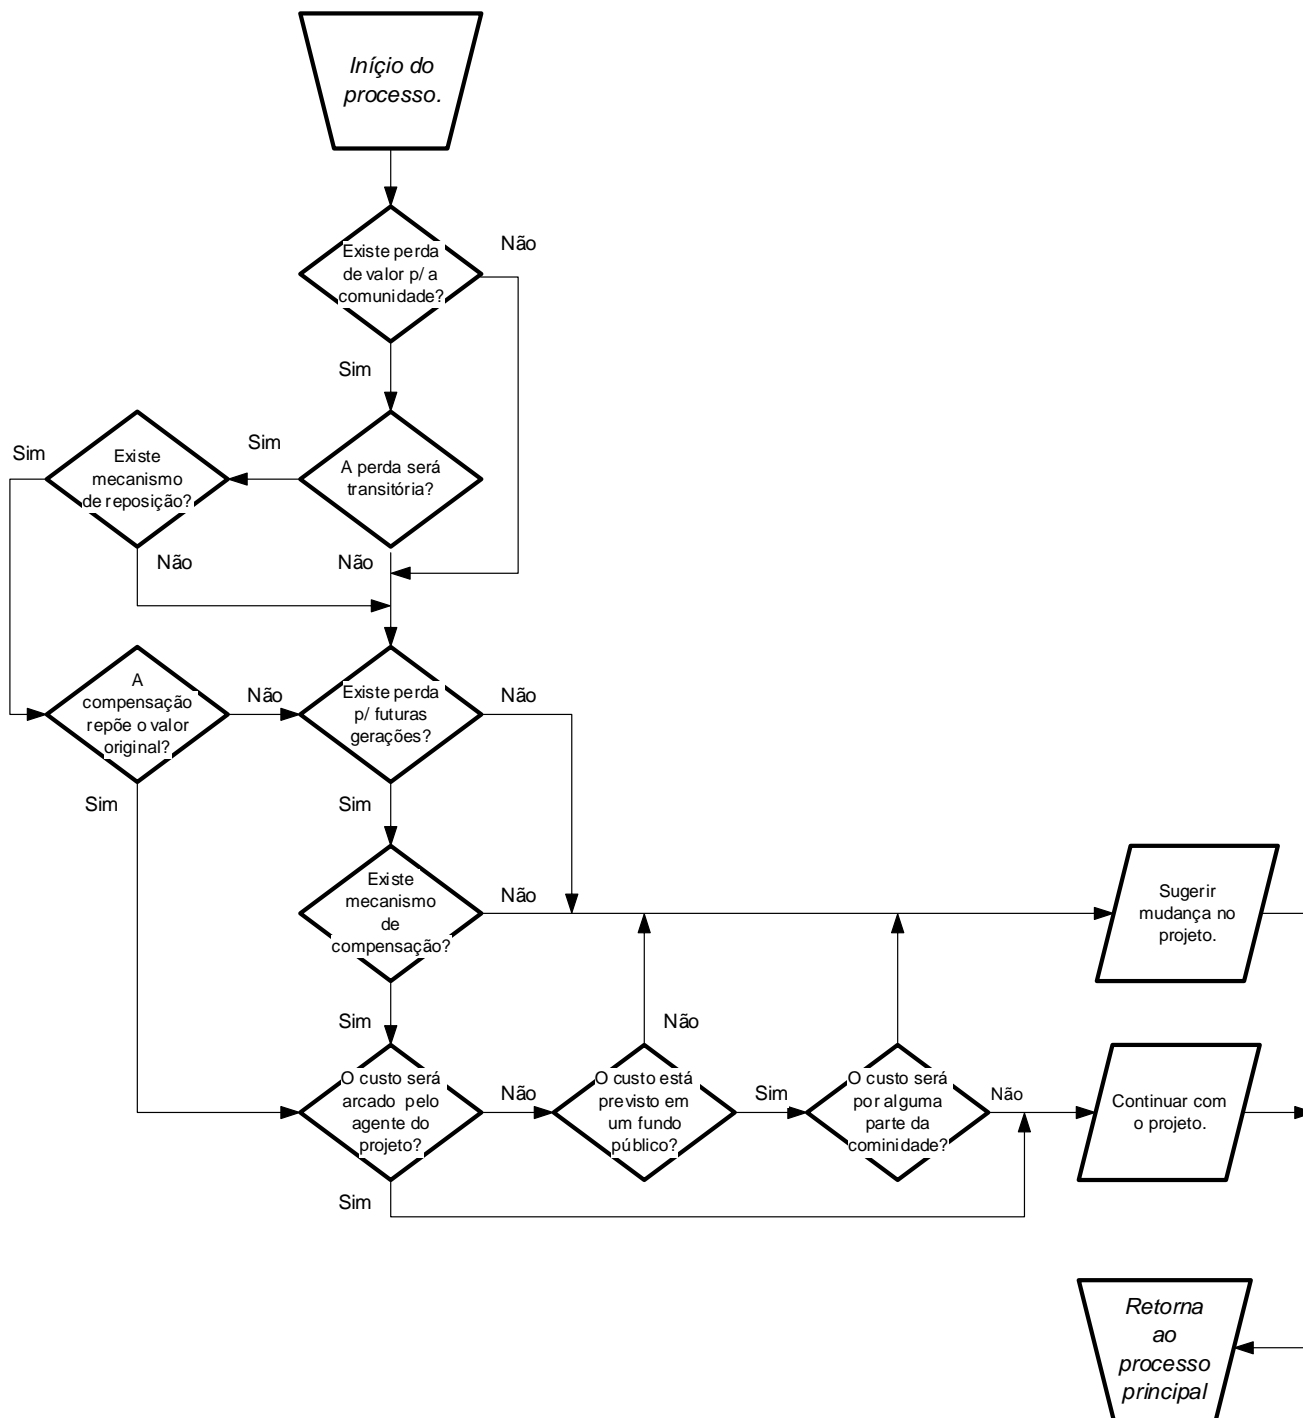 Iníçio do
processo.
Existe perda
de valor p/ a
comunidade?
Não
Sim
A perda será
transitória?
Sim
Existe
mecanismo
de reposição?
Sim
Não
Não
A
compensação
repõe o valor
original?
Não
Existe perda
p/ futuras
gerações?
Não
Sim
Sim
Existe
mecanismo
de
compensação?
Não
Sugerir
mudança no
projeto.
Sim
Não
O custo será
arcado pelo
agente do
projeto?
Não
O custo está
previsto em
um fundo
público?
Sim
O custo será
por alguma
parte da
cominidade?
Não
Continuar com
o projeto.
Sim
Retorna
ao
processo
principal